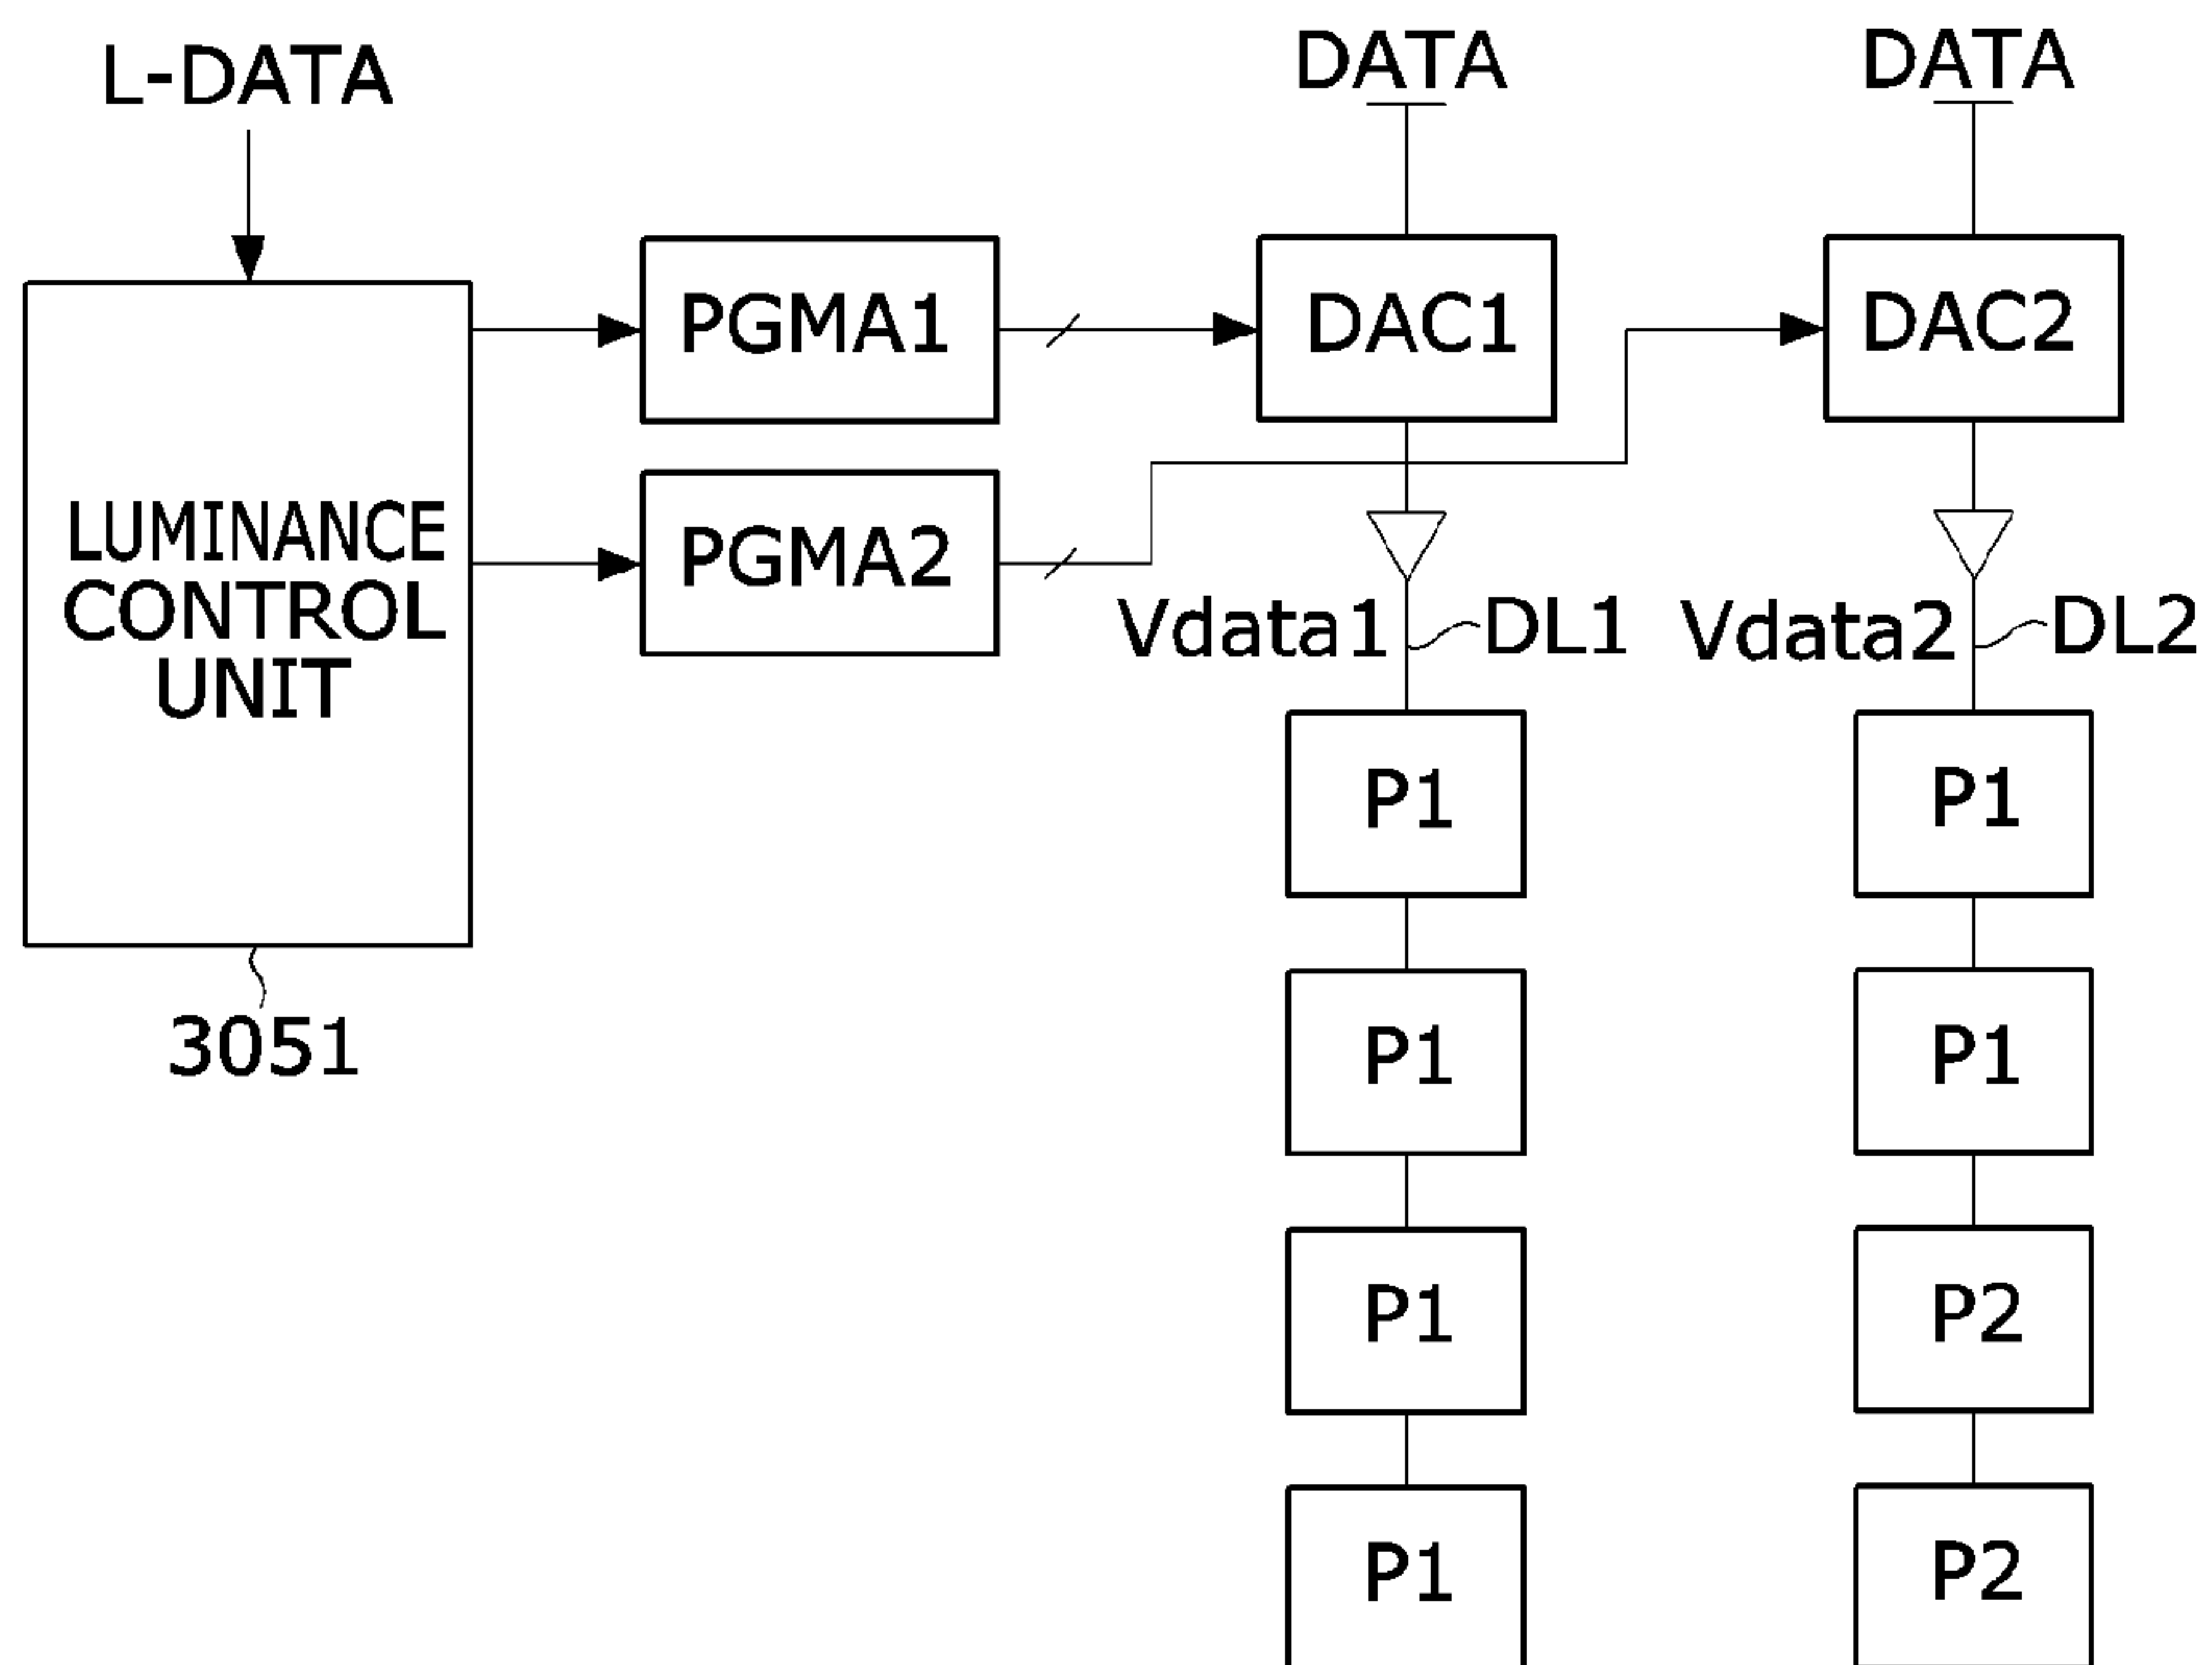 L-DATA
DATA
DATA
PGMA1
DAC1
DAC2
LUMINANCE
CONTROL
UNIT
PGMA2
Vdata1
DL1
Vdata2
DL2
P1
P1
3051
P1
P1
P1
P2
P1
P2